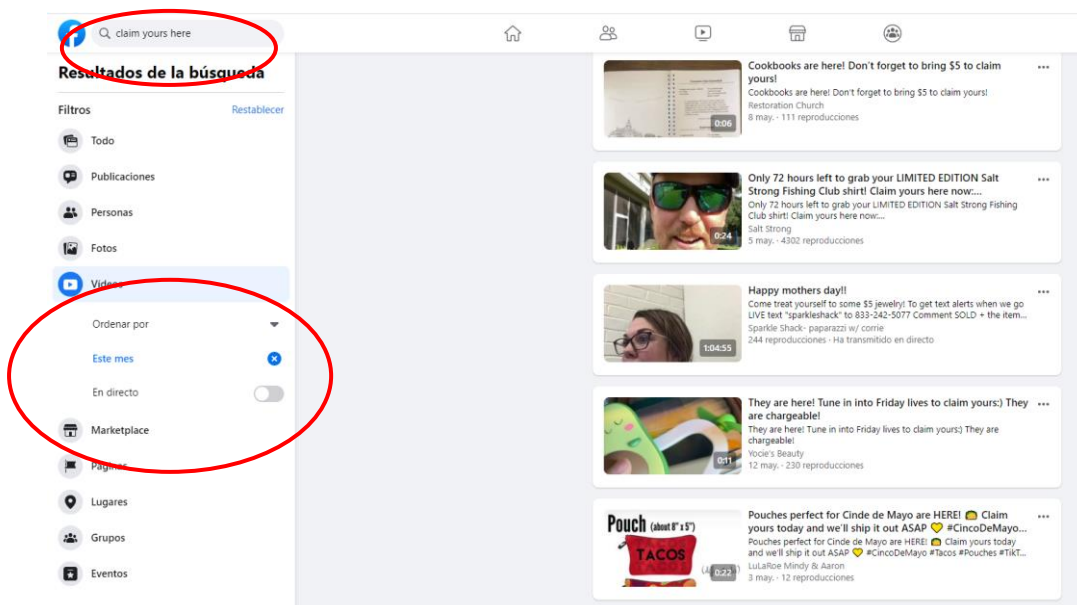 claim yours here
Resultados de la búsqueda
Filtros
Restablecer
Todo
Publicaciones
Personas
Fotos
Vídeos
Ordenar por
Este mes
En directo
Marketplace
Páginas
Lugares
Grupos
Eventos
Cookbooks are here! Don't forget to bring $5 to claim
yours!
Cookbooks are here! Don't forget to bring $5 to claim yours!
Restoration Church
8 may. · 111 reproducciones
0:06
Only 72 hours left to grab your LIMITED EDITION Salt
Strong Fishing Club shirt! Claim yours here now:...
Only 72 hours left to grab your LIMITED EDITION Salt Strong Fishing
Club shirt! Claim yours here now:...
Salt Strong
5 may. · 4302 reproducciones
0:24
Happy mothers day!!
Come treat yourself to some $5 jewelry! To get text alerts when we go
LIVE text "sparkleshack" to 833-242-5077 Comment SOLD + the item...
Sparkle Shack- paparazzi w/ corrie
244 reproducciones · Ha transmitido en directo
1:04:55
They are here! Tune in into Friday lives to claim yours:) They
are chargeable!
They are here! Tune in into Friday lives to claim yours:) They are
chargeable!
Yocie's Beauty
12 may. · 230 reproducciones
0:11
Pouches perfect for Cinde de Mayo are HERE! 🌮 Claim
yours today and we'll ship it out ASAP 💛 #CincoDeMayo...
Pouches perfect for Cinde de Mayo are HERE! 🌮 Claim yours today
and we'll ship it out ASAP 💛 #CincoDeMayo #Tacos #Pouches #TikT...
LuLaRoe Mindy & Aaron
3 may. · 12 reproducciones
Pouch (about 8" x 5")
TACOS
0:22